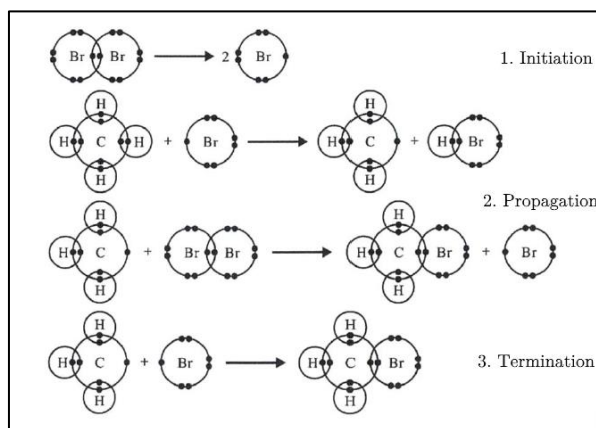 Br Br 2 Br 1. Initiation
H H
H C H + Br H C + H Br
H H
2. Propagation
H H
H C + Br Br H C Br + Br
H H
H H
H C + Br H C Br 3. Termination
H H